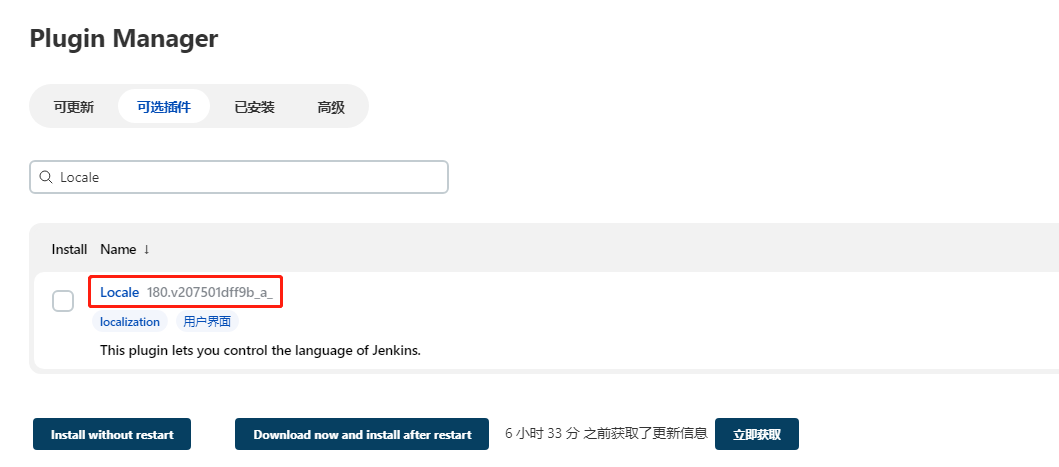 Plugin Manager
可更新 可选插件 已安装 高级
Locale
Install Name ↓
Locale 180.v207501dff9b_a_
localization 用户界面
This plugin lets you control the language of Jenkins.
Install without restart Download now and install after restart 6 小时 33 分 之前获取了更新信息 立即获取